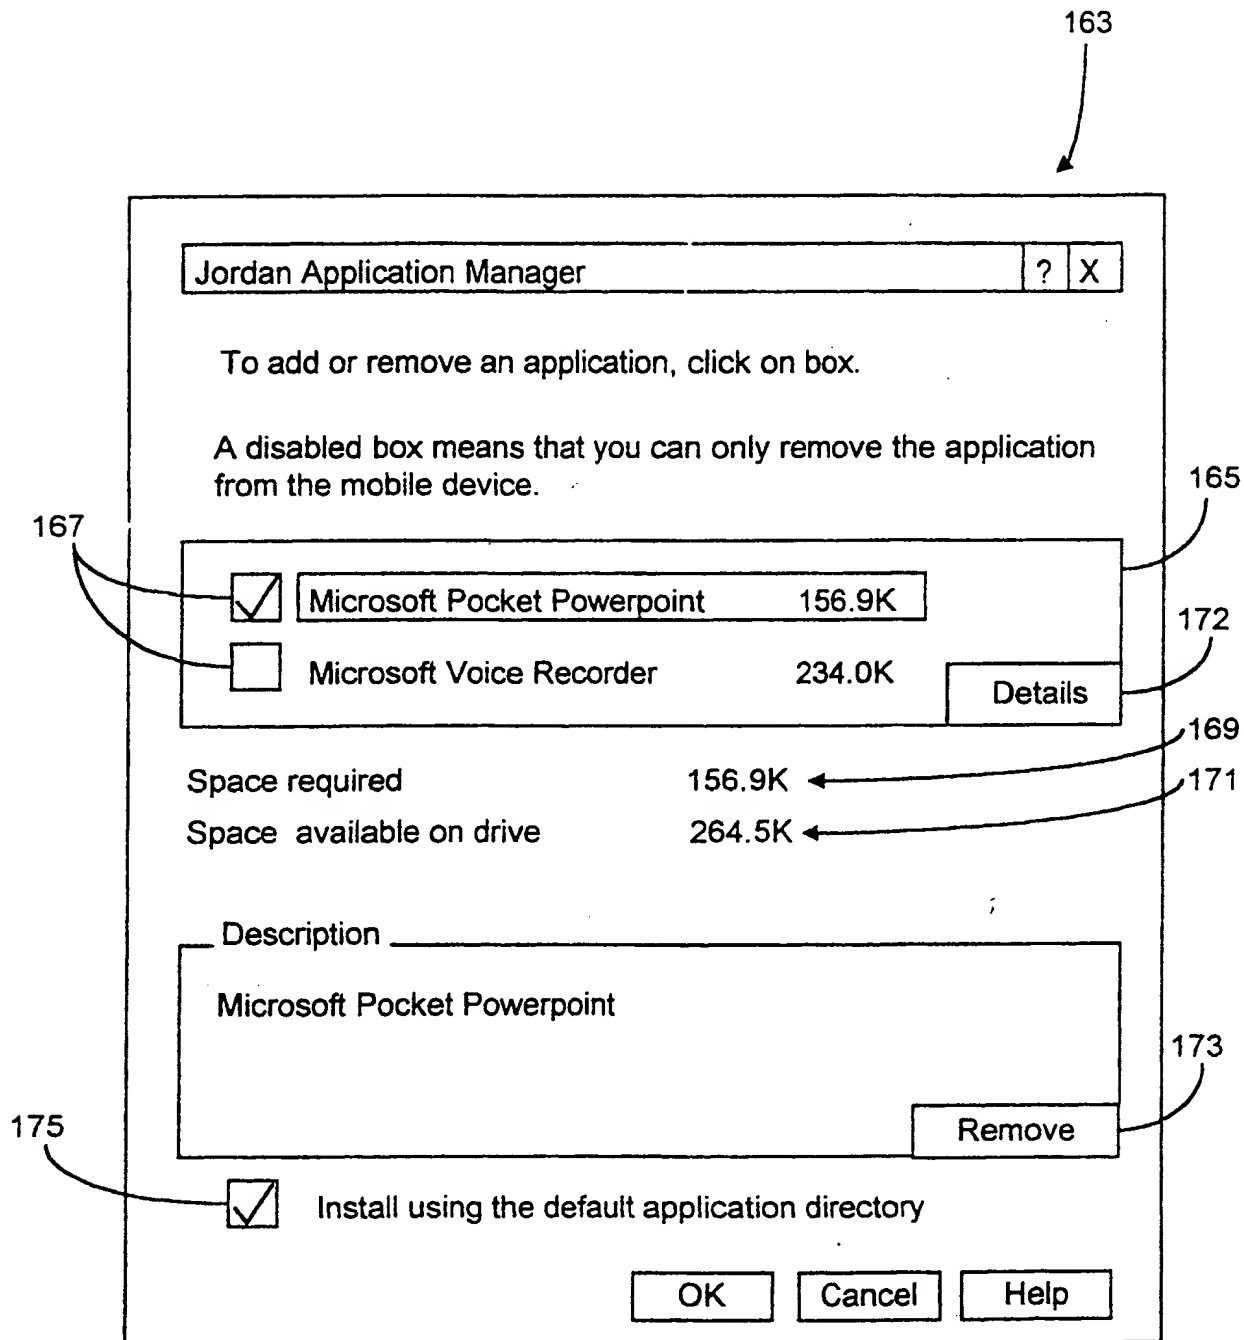 163
Jordan Application Manager ? X
To add or remove an application, click on box.
A disabled box means that you can only remove the application
from the mobile device.
165
167
Microsoft Pocket Powerpoint 156.9K
172
Microsoft Voice Recorder 234.0K
Details
169
Space required 156.9K
171
Space available on drive 264.5K
Description
Microsoft Pocket Powerpoint
173
Remove
175
Install using the default application directory
OK Cancel Help